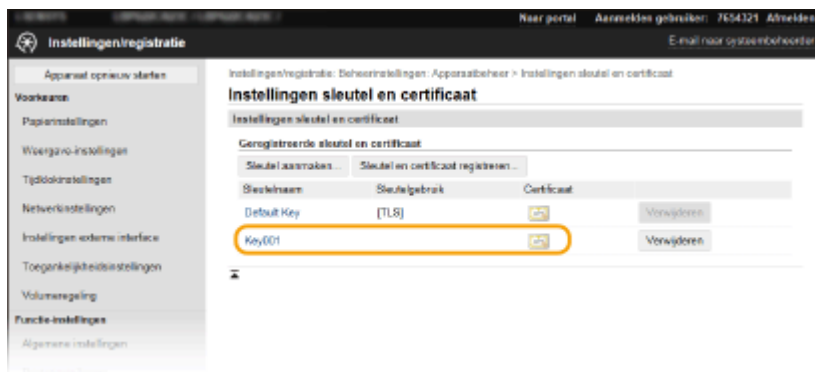 Naar portal Aanmelden gebruiker: 7654321 Afmelden
Instellingen/registratie
E-mail naar systeembeheerder
Apparaat opnieuw starten
Voorkeuren
Papierinstellingen
Weergave-instellingen
Tijdklokinstellingen
Netwerkinstellingen
Instellingen externe interface
Toegankelijkheidsinstellingen
Volumeregeling
Functie-instellingen
Algemene instellingen
Instellingen/registratie: Beheerinstellingen: Apparaatbeheer > Instellingen sleutel en certificaat
Instellingen sleutel en certificaat
Instellingen sleutel en certificaat
Geregistreerde sleutel en certificaat
Sleutel aanmaken... Sleutel en certificaat registreren...
Sleutelnaam Sleutelgebruik Certificaat
Default Key [TLS] Verwijderen
Key001 Verwijderen